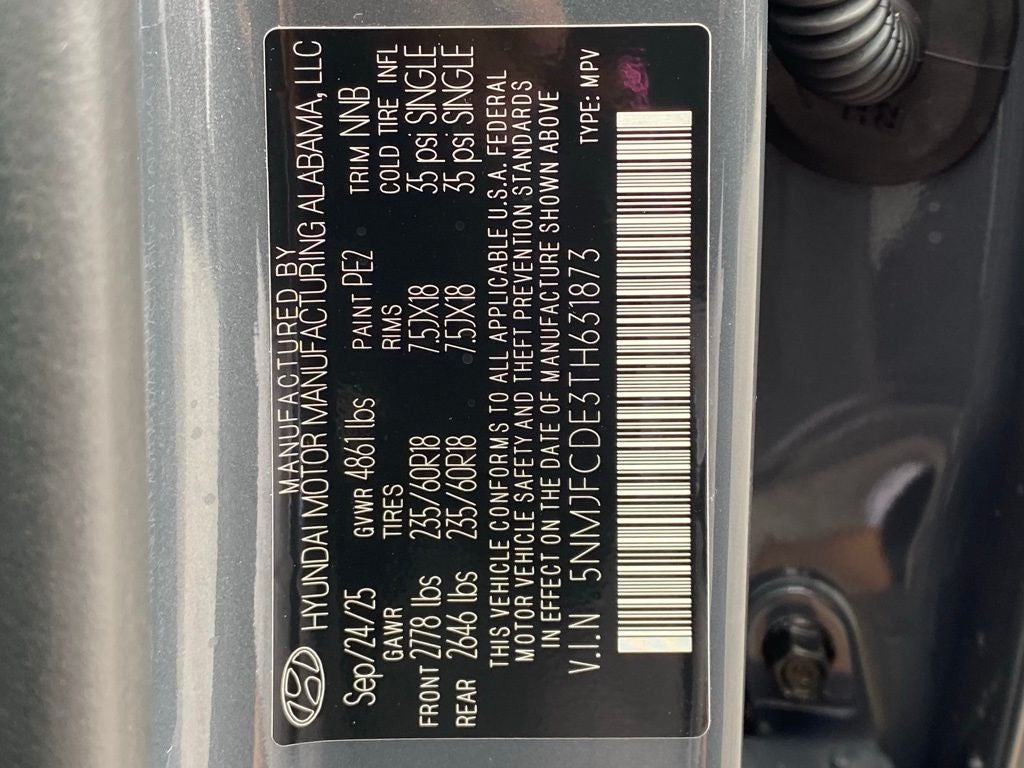 MANUFACTURED BY
HYUNDAI MOTOR MANUFACTURING ALABAMA, LLC
Sep/24/25 GVWR 4861 lbs PAINT PE2 TRIM NNB
GAWR TIRES RIMS COLD TIRE INFL
FRONT 2778 lbs 235/60R18 7.5JX18 35 psi SINGLE
REAR 2646 lbs 235/60R18 7.5JX18 35 psi SINGLE
THIS VEHICLE CONFORMS TO ALL APPLICABLE U.S.A. FEDERAL
MOTOR VEHICLE SAFETY AND THEFT PREVENTION STANDARDS
IN EFFECT ON THE DATE OF MANUFACTURE SHOWN ABOVE
V.I.N 5NMJFCDE3TH631873 TYPE: MPV